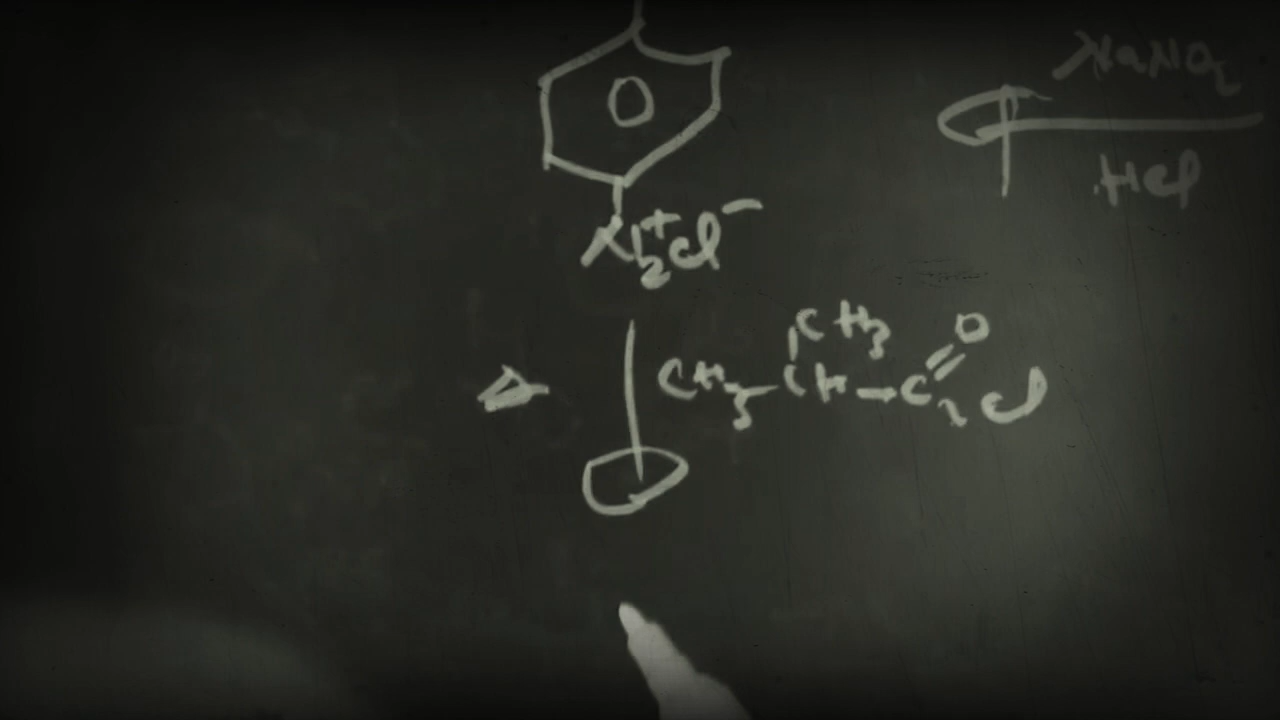 NaNO2
HCl
N2+Cl-
Δ
CH3
O
CH3-CH-C=O
Cl